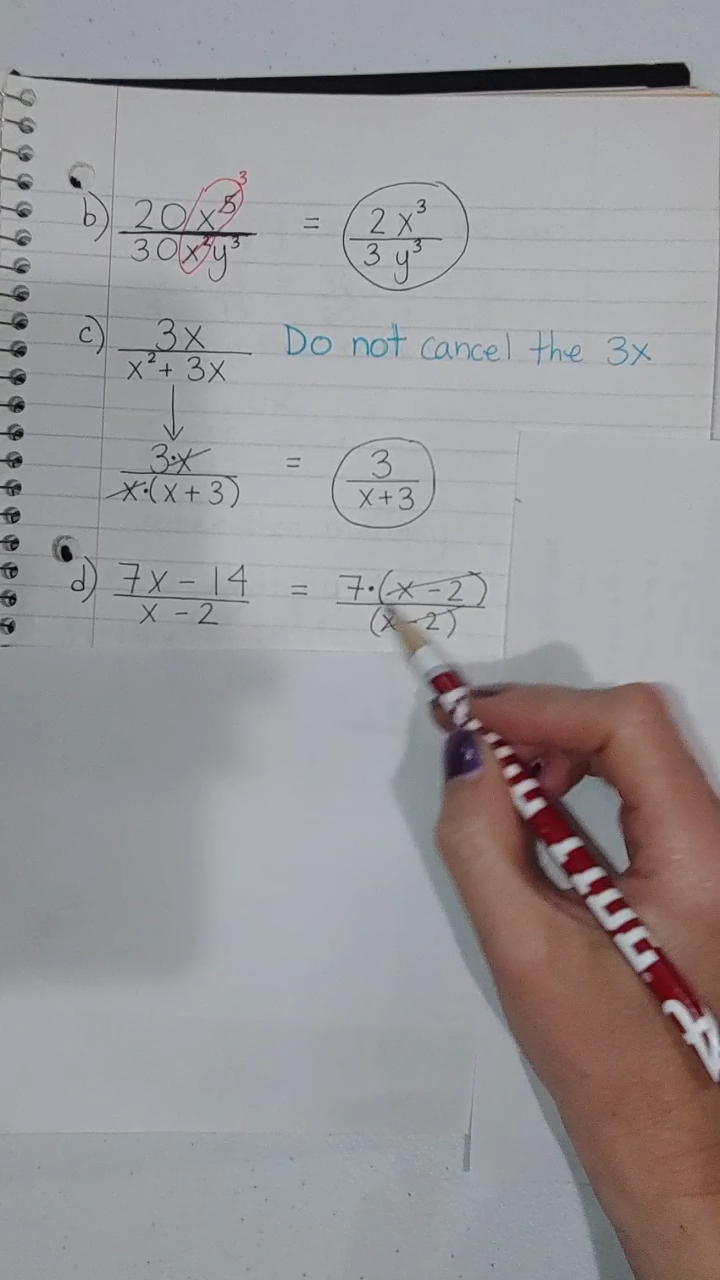 b) 20x⁵/30x²y³ 3 = 2x³/3y³
c) 3x/x²+3x Do not cancel the 3x
3·x/x·(x+3) = 3/x+3
d) 7x-14/x-2 = 7·(x-2)/(x-2)